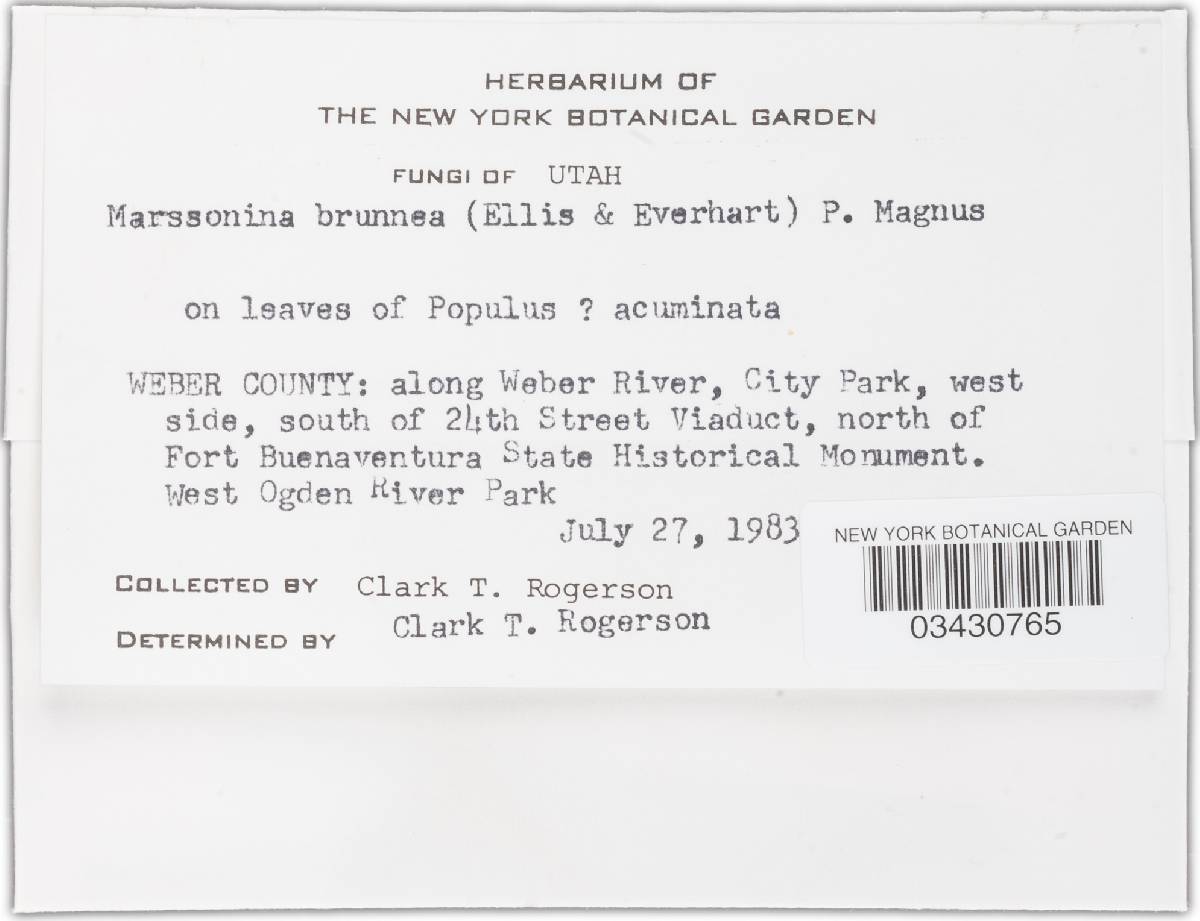 HERBARIUM OF
THE NEW YORK BOTANICAL GARDEN
FUNGI OF UTAH
Marssonina brunnea (Ellis & Everhart) P. Magnus
on leaves of Populus ? acuminata
WEBER COUNTY: along Weber River, City Park, west
side, south of 24th Street Viaduct, north of
Fort Buenaventura State Historical Monument.
West Ogden River Park
July 27, 1983
COLLECTED BY Clark T. Rogerson
DETERMINED BY Clark T. Rogerson
NEW YORK BOTANICAL GARDEN
03430765